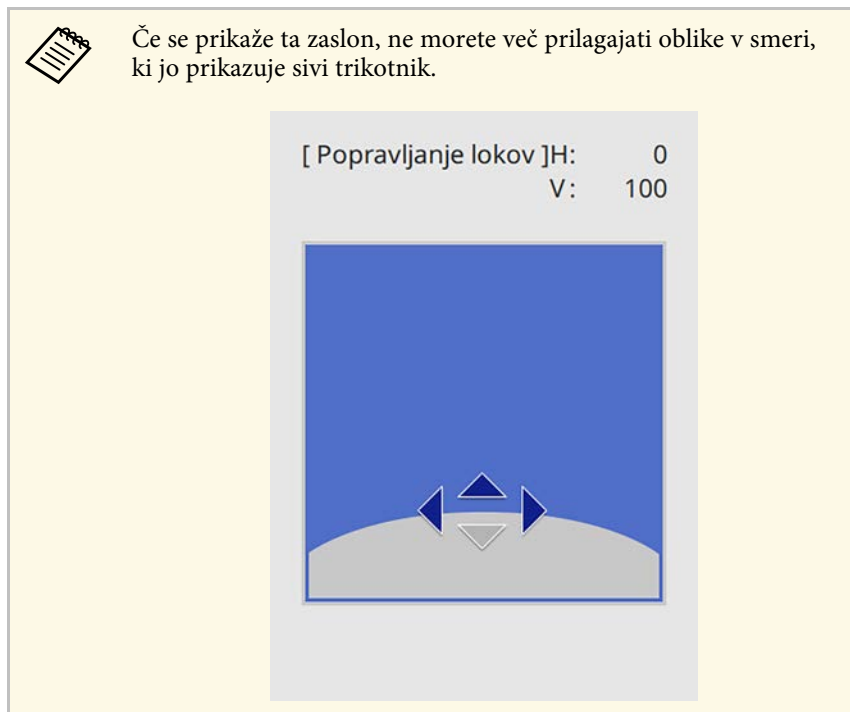 Če se prikaže ta zaslon, ne morete več prilagajati oblike v smeri,
ki jo prikazuje sivi trikotnik.
[ Popravljanje lokov ]H: 0
V: 100